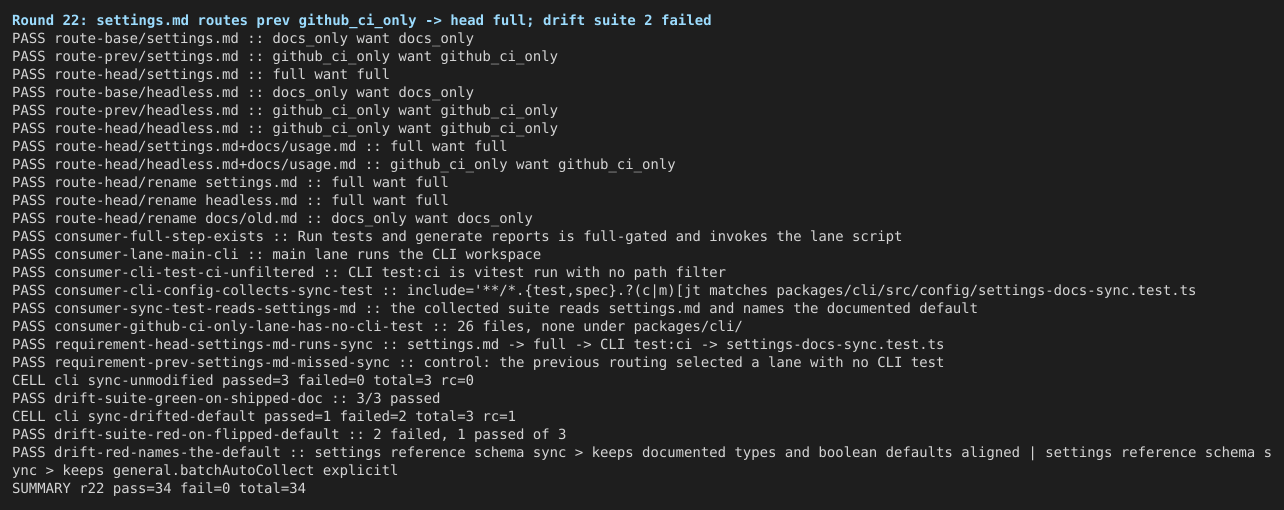 Round 22: settings.md routes prev github_ci_only -> head full; drift suite 2 failed
PASS route-base/settings.md :: docs_only want docs_only
PASS route-prev/settings.md :: github_ci_only want github_ci_only
PASS route-head/settings.md :: full want full
PASS route-base/headless.md :: docs_only want docs_only
PASS route-prev/headless.md :: github_ci_only want github_ci_only
PASS route-head/headless.md :: github_ci_only want github_ci_only
PASS route-head/settings.md+docs/usage.md :: full want full
PASS route-head/headless.md+docs/usage.md :: github_ci_only want github_ci_only
PASS route-head/rename settings.md :: full want full
PASS route-head/rename headless.md :: full want full
PASS route-head/rename docs/old.md :: docs_only want docs_only
PASS consumer-full-step-exists :: Run tests and generate reports is full-gated and invokes the lane script
PASS consumer-lane-main-cli :: main lane runs the CLI workspace
PASS consumer-cli-test-ci-unfiltered :: CLI test:ci is vitest run with no path filter
PASS consumer-cli-config-collects-sync-test :: include='**/*.{test,spec}.?(c|m)[jt matches packages/cli/src/config/settings-docs-sync.test.ts
PASS consumer-sync-test-reads-settings-md :: the collected suite reads settings.md and names the documented default
PASS consumer-github-ci-only-lane-has-no-cli-test :: 26 files, none under packages/cli/
PASS requirement-head-settings-md-runs-sync :: settings.md -> full -> CLI test:ci -> settings-docs-sync.test.ts
PASS requirement-prev-settings-md-missed-sync :: control: the previous routing selected a lane with no CLI test
CELL cli sync-unmodified passed=3 failed=0 total=3 rc=0
PASS drift-suite-green-on-shipped-doc :: 3/3 passed
CELL cli sync-drifted-default passed=1 failed=2 total=3 rc=1
PASS drift-suite-red-on-flipped-default :: 2 failed, 1 passed of 3
PASS drift-red-names-the-default :: settings reference schema sync > keeps documented types and boolean defaults aligned | settings reference schema s
ync > keeps general.batchAutoCollect explicitl
SUMMARY r22 pass=34 fail=0 total=34